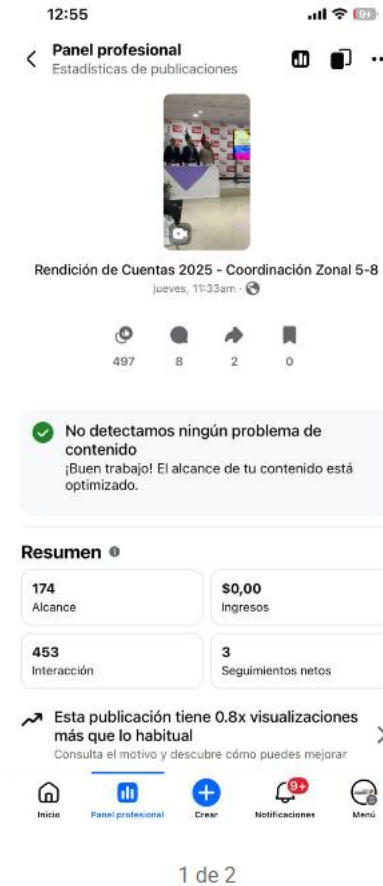 12:55
9+
Panel profesional
Estadísticas de publicaciones
Rendición de Cuentas 2025 - Coordinación Zonal 5-8
jueves, 11:33am ·
497 8 2 0
No detectamos ningún problema de
contenido
¡Buen trabajo! El alcance de tu contenido está
optimizado.
Resumen
174
Alcance
$0,00
Ingresos
453
Interacción
3
Seguimientos netos
Esta publicación tiene 0.8x visualizaciones
más que lo habitual
Consulta el motivo y descubre cómo puedes mejorar
9+
Inicio Panel profesional Crear Notificaciones Menú
1 de 2